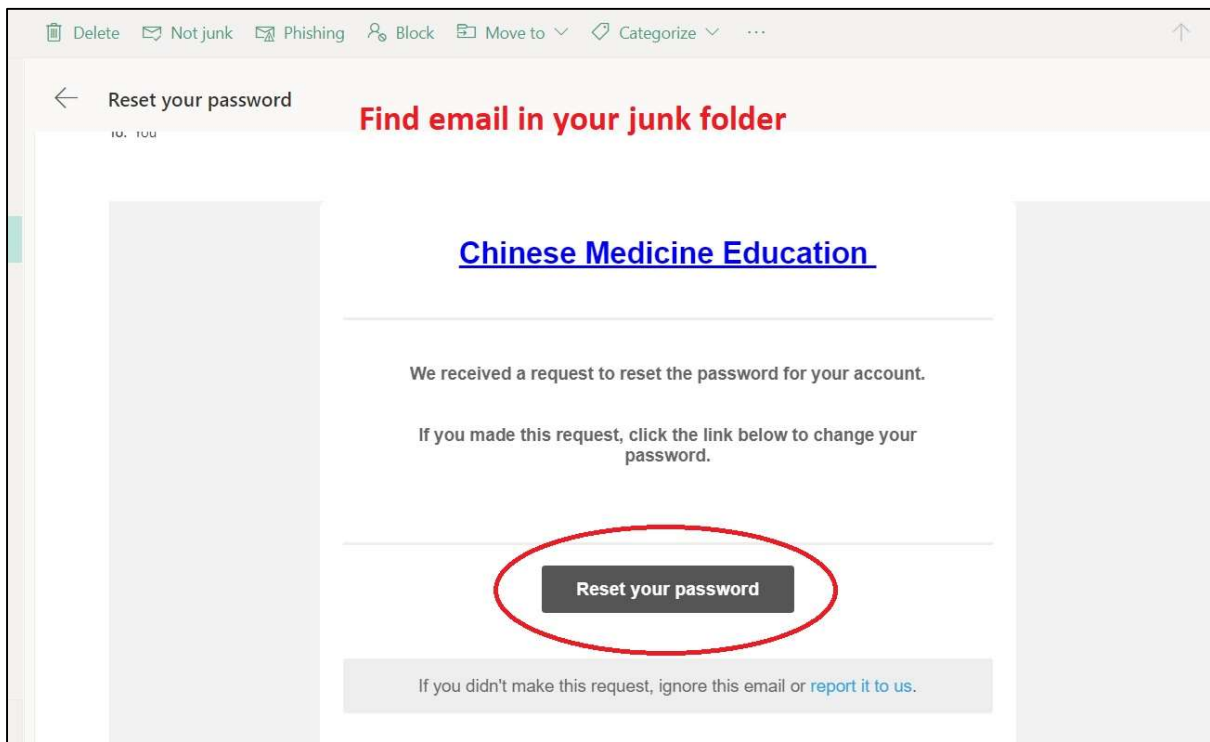 Delete Not junk Phishing Block Move to Categorize ...
Reset your password
Find email in your junk folder
To: You
Chinese Medicine Education
We received a request to reset the password for your account.
If you made this request, click the link below to change your
password.
Reset your password
If you didn't make this request, ignore this email or report it to us.